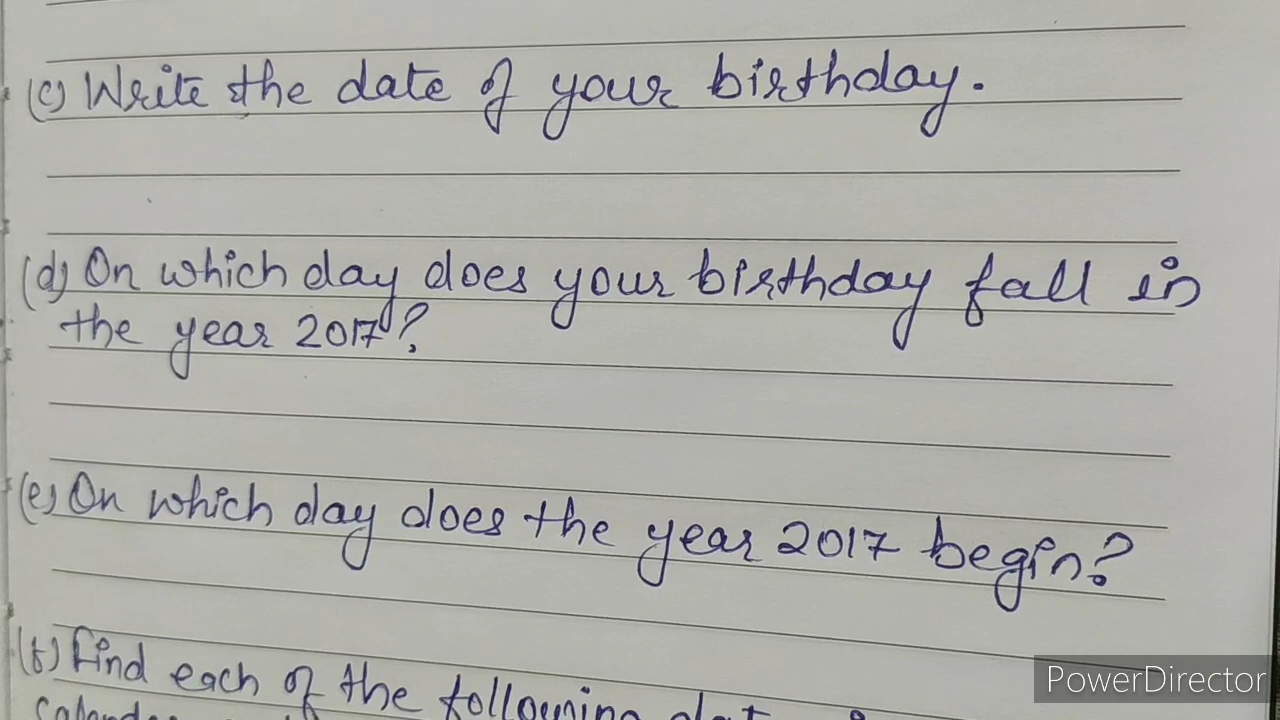 (c) Write the date of your birthday.
(d) On which day does your birthday fall in
the year 2017?
(e) On which day does the year 2017 begin?
(f) Find each of the following
PowerDirector